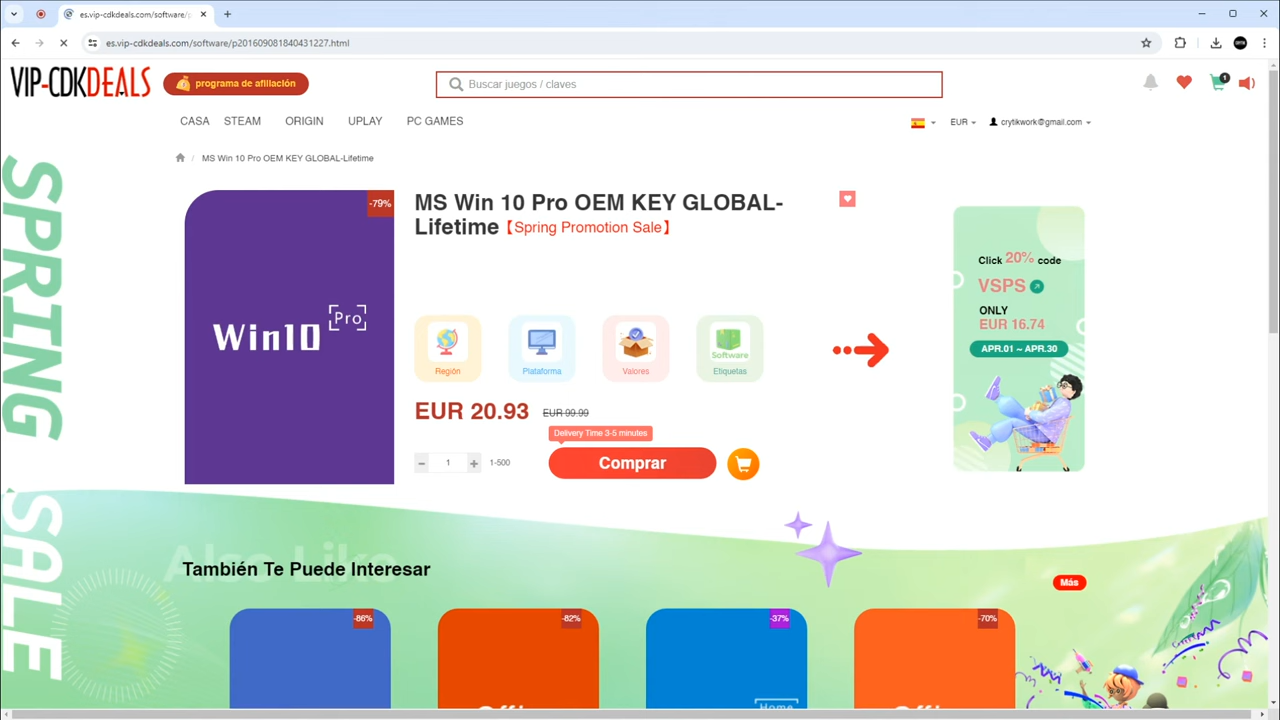 es.vip-cdkdeals.com/software/p
es.vip-cdkdeals.com/software/p201609081840431227.html
VIP-CDKDEALS
programa de afiliación
Buscar juegos / claves
1
CASA STEAM ORIGIN UPLAY PC GAMES
EUR
crytikwork@gmail.com
/ MS Win 10 Pro OEM KEY GLOBAL-Lifetime
SPRING
SALE
-79%
Win10 [Pro]
MS Win 10 Pro OEM KEY GLOBAL-
Lifetime【Spring Promotion Sale】
Región
Plataforma
Valores
Software
Etiquetas
EUR 20.93 EUR 99.99
Delivery Time 3-5 minutes
- 1 + 1-500
Comprar
Click 20% code
VSPS
ONLY
EUR 16.74
APR.01 ~ APR.30
Also Like
También Te Puede Interesar
Más
-86%
-82%
-37%
-70%
Home